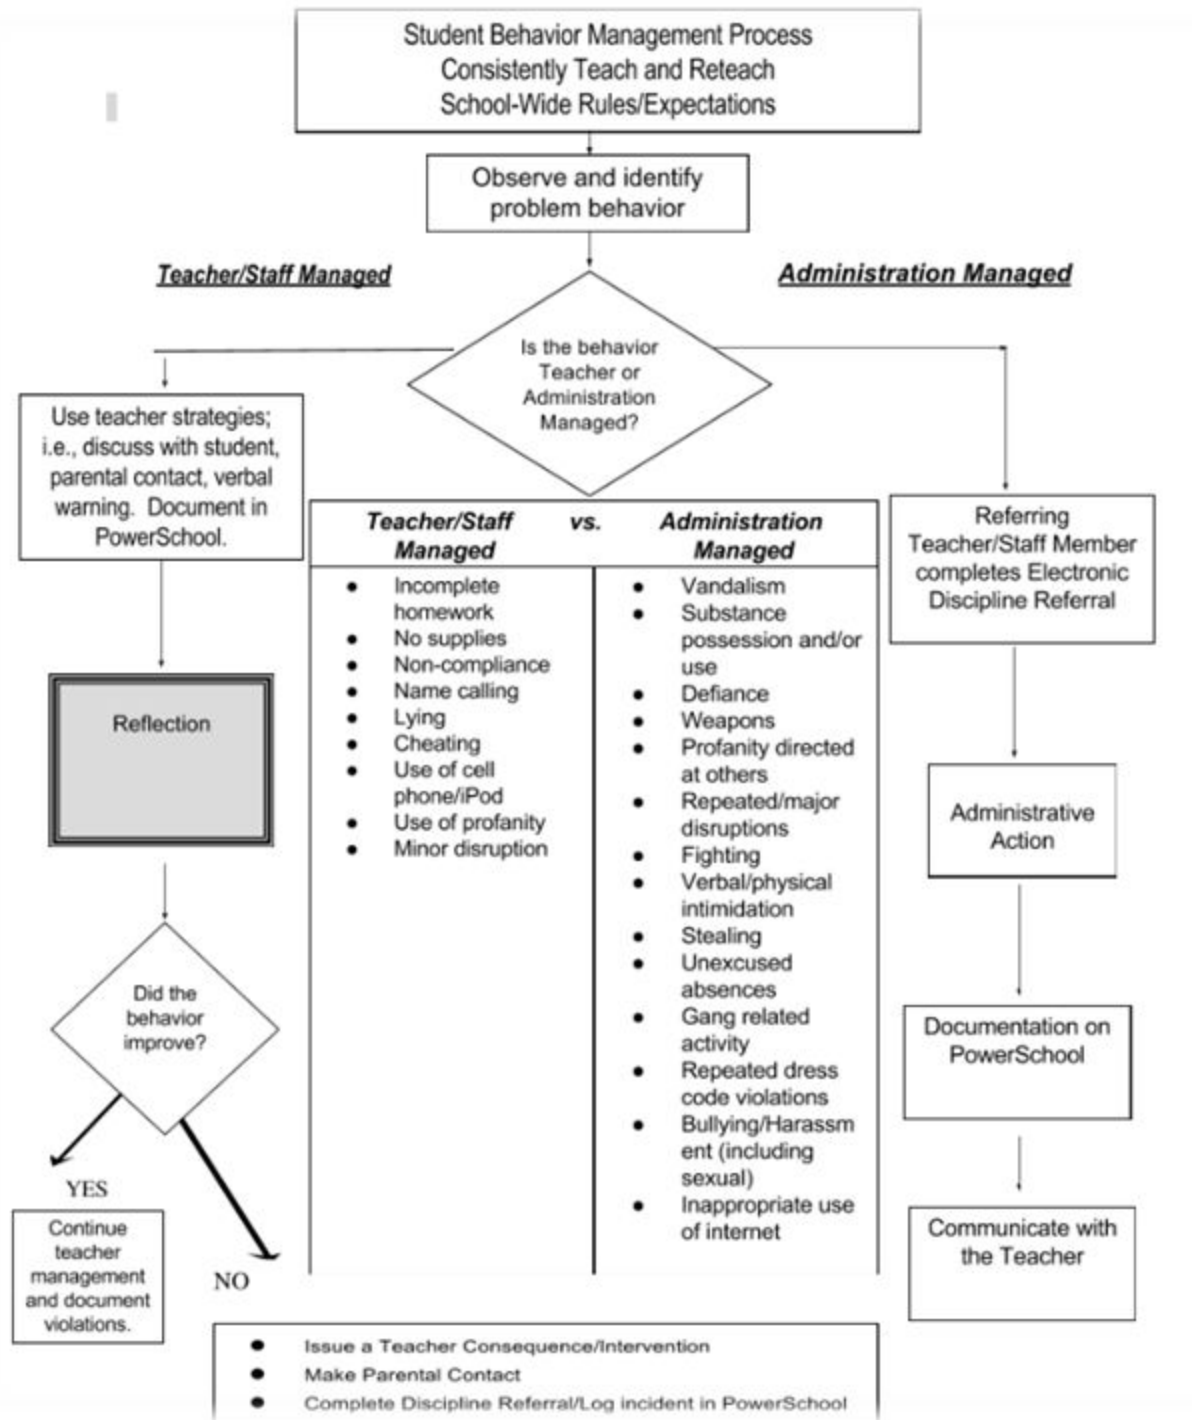 Student Behavior Management Process
Consistently Teach and Reteach
School-Wide Rules/Expectations
Observe and identify
problem behavior
Teacher/Staff Managed
Administration Managed
Is the behavior
Teacher or
Administration
Managed?
Use teacher strategies;
i.e., discuss with student,
parental contact, verbal
warning. Document in
PowerSchool.
Reflection
Did the
behavior
improve?
YES
Continue
teacher
management
and document
violations.
NO
Teacher/Staff vs. Administration
Managed Managed
● Incomplete
homework
● No supplies
● Non-compliance
● Name calling
● Lying
● Cheating
● Use of cell
phone/iPod
● Use of profanity
● Minor disruption
● Vandalism
● Substance
possession and/or
use
● Defiance
● Weapons
● Profanity directed
at others
● Repeated/major
disruptions
● Fighting
● Verbal/physical
intimidation
● Stealing
● Unexcused
absences
● Gang related
activity
● Repeated dress
code violations
● Bullying/Harassm
ent (including
sexual)
● Inappropriate use
of internet
Referring
Teacher/Staff Member
completes Electronic
Discipline Referral
Administrative
Action
Documentation on
PowerSchool
Communicate with
the Teacher
● Issue a Teacher Consequence/Intervention
● Make Parental Contact
● Complete Discipline Referral/Log incident in PowerSchool